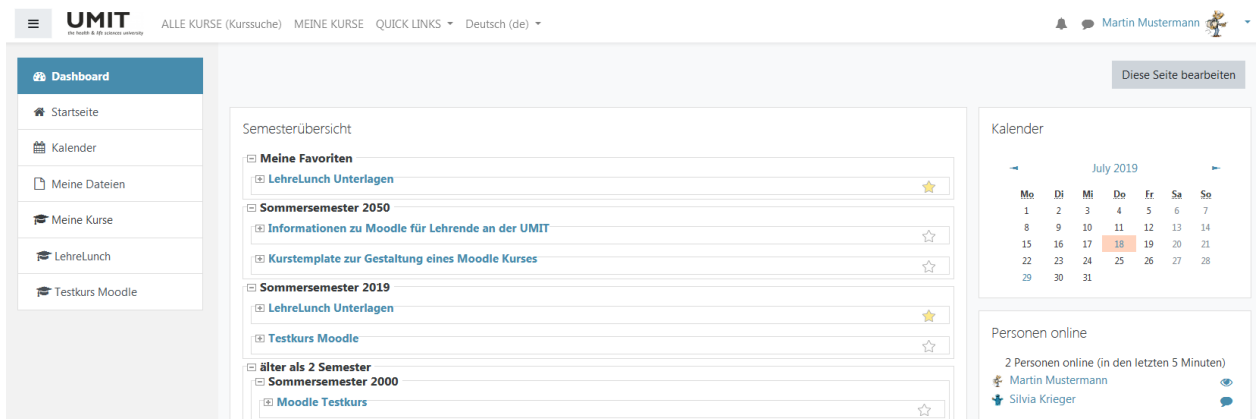 UMIT
the health & life sciences university
ALLE KURSE (Kurssuche) MEINE KURSE QUICK LINKS Deutsch (de)
Martin Mustermann
Dashboard
Startseite
Kalender
Meine Dateien
Meine Kurse
LehreLunch
Testkurs Moodle
Diese Seite bearbeiten
Semesterübersicht
Meine Favoriten
LehreLunch Unterlagen
Sommersemester 2050
Informationen zu Moodle für Lehrende an der UMIT
Kurstemplate zur Gestaltung eines Moodle Kurses
Sommersemester 2019
LehreLunch Unterlagen
Testkurs Moodle
älter als 2 Semester
Sommersemester 2000
Moodle Testkurs
Kalender
July 2019
Mo Di Mi Do Fr Sa So
1 2 3 4 5 6 7
8 9 10 11 12 13 14
15 16 17 18 19 20 21
22 23 24 25 26 27 28
29 30 31
Personen online
2 Personen online (in den letzten 5 Minuten)
Martin Mustermann
Silvia Krieger